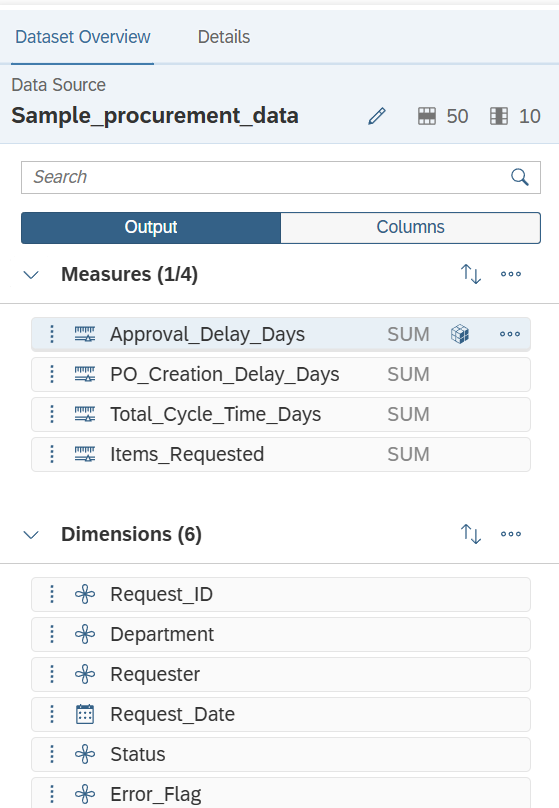 Dataset Overview Details
Data Source
Sample_procurement_data 50 10
Search
Output Columns
Measures (1/4)
Approval_Delay_Days SUM
PO_Creation_Delay_Days SUM
Total_Cycle_Time_Days SUM
Items_Requested SUM
Dimensions (6)
Request_ID
Department
Requester
Request_Date
Status
Error_Flag